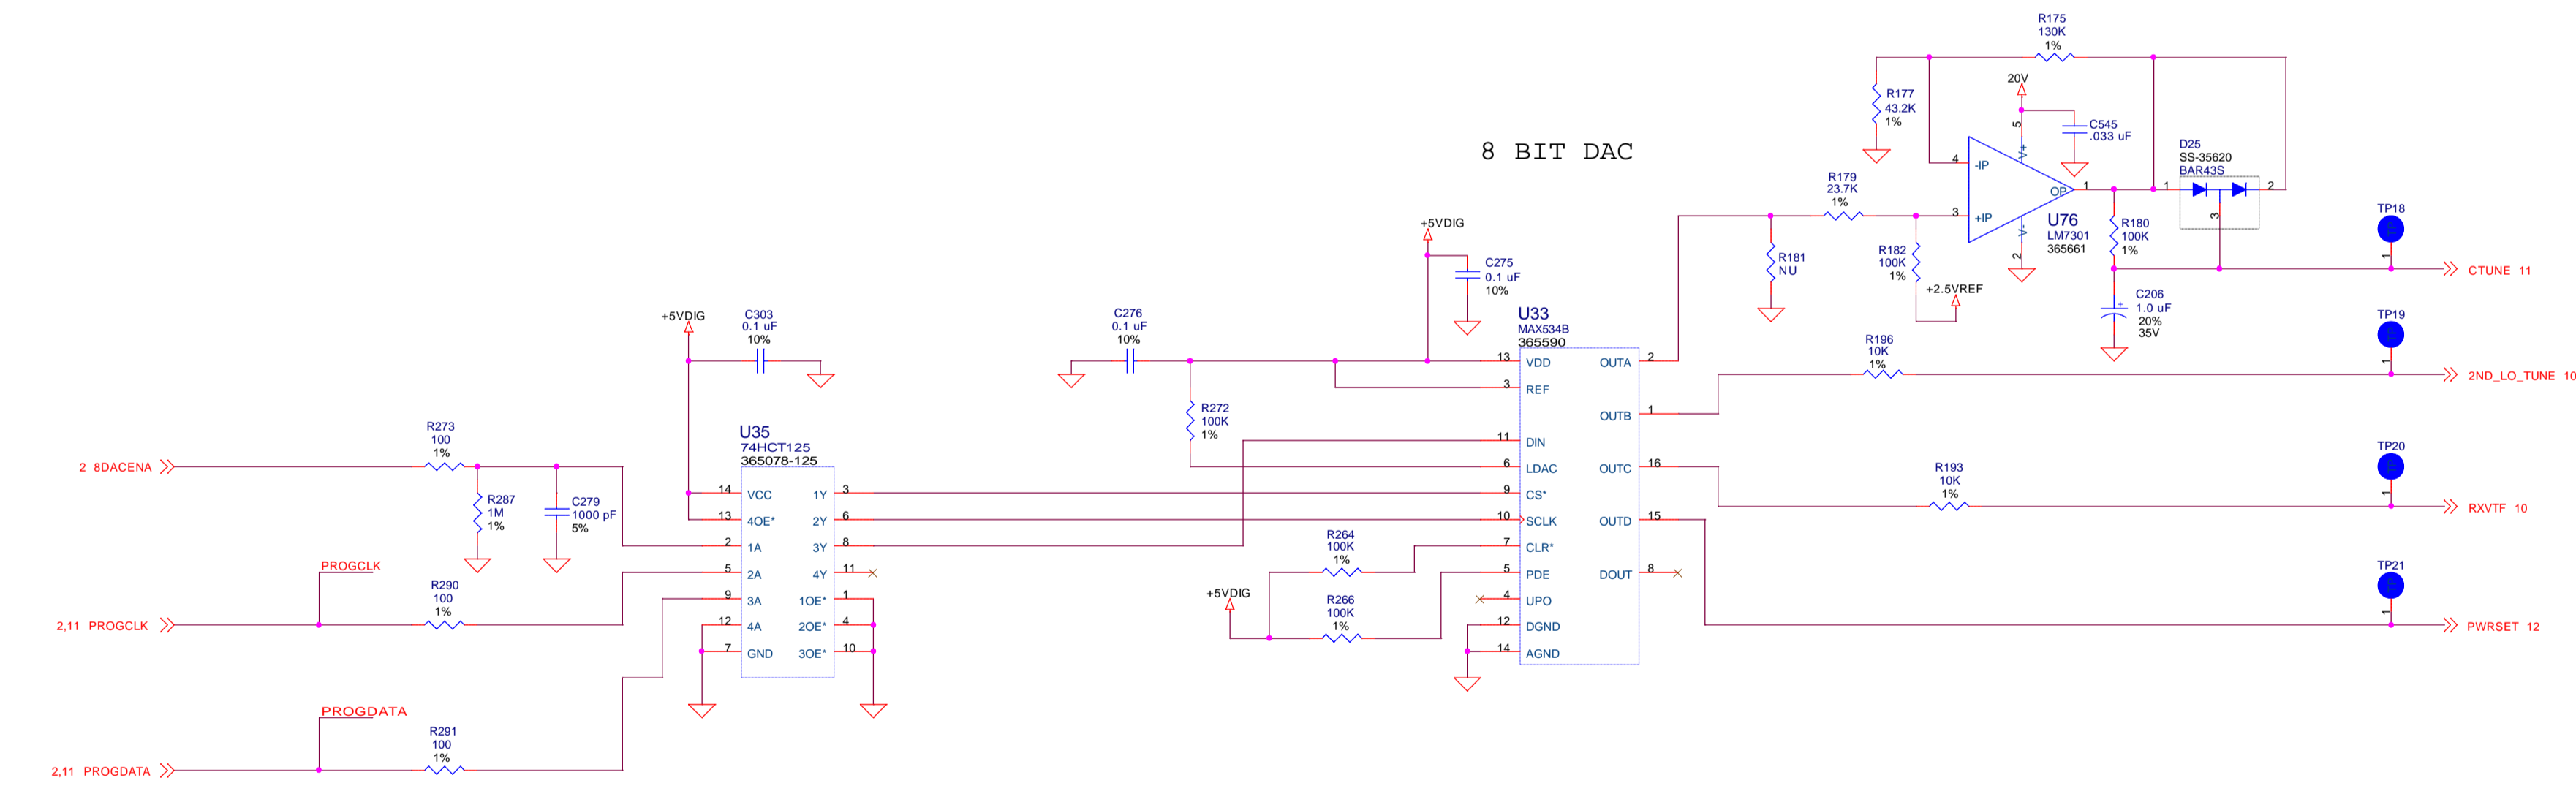 8 BIT DAC
R175
130K
1%
R177
43.2K
1%
20V
C545
.033 uF
5
V+
4
-IP
OP
1
3
+IP
V-
2
U76
LM7301
365661
D25
SS-35620
BAR43S
1
2
3
R179
23.7K
1%
R181
NU
R182
100K
1%
+2.5VREF
R180
100K
1%
C206
+
1.0 uF
20%
35V
TP18
1
CTUNE 11
TP19
1
2ND_LO_TUNE 10
TP20
1
RXVTF 10
TP21
1
PWRSET 12
R196
10K
1%
R193
10K
1%
+5VDIG
C275
0.1 uF
10%
C276
0.1 uF
10%
R272
100K
1%
U33
MAX534B
365590
13 VDD OUTA 2
3 REF
OUTB 1
11 DIN
6 LDAC OUTC 16
9 CS*
10 SCLK OUTD 15
7 CLR*
5 PDE DOUT 8
4 UPO
12 DGND
14 AGND
R264
100K
1%
R266
100K
1%
+5VDIG
+5VDIG
C303
0.1 uF
10%
U35
74HCT125
365078-125
14 VCC 1Y 3
13 4OE* 2Y 6
2 1A 3Y 8
5 2A 4Y 11
9 3A 1OE* 1
12 4A 2OE* 4
7 GND 3OE* 10
R273
100
1%
2 8DACENA
R287
1M
1%
C279
1000 pF
5%
PROGCLK
R290
100
1%
2,11 PROGCLK
PROGDATA
R291
100
1%
2,11 PROGDATA